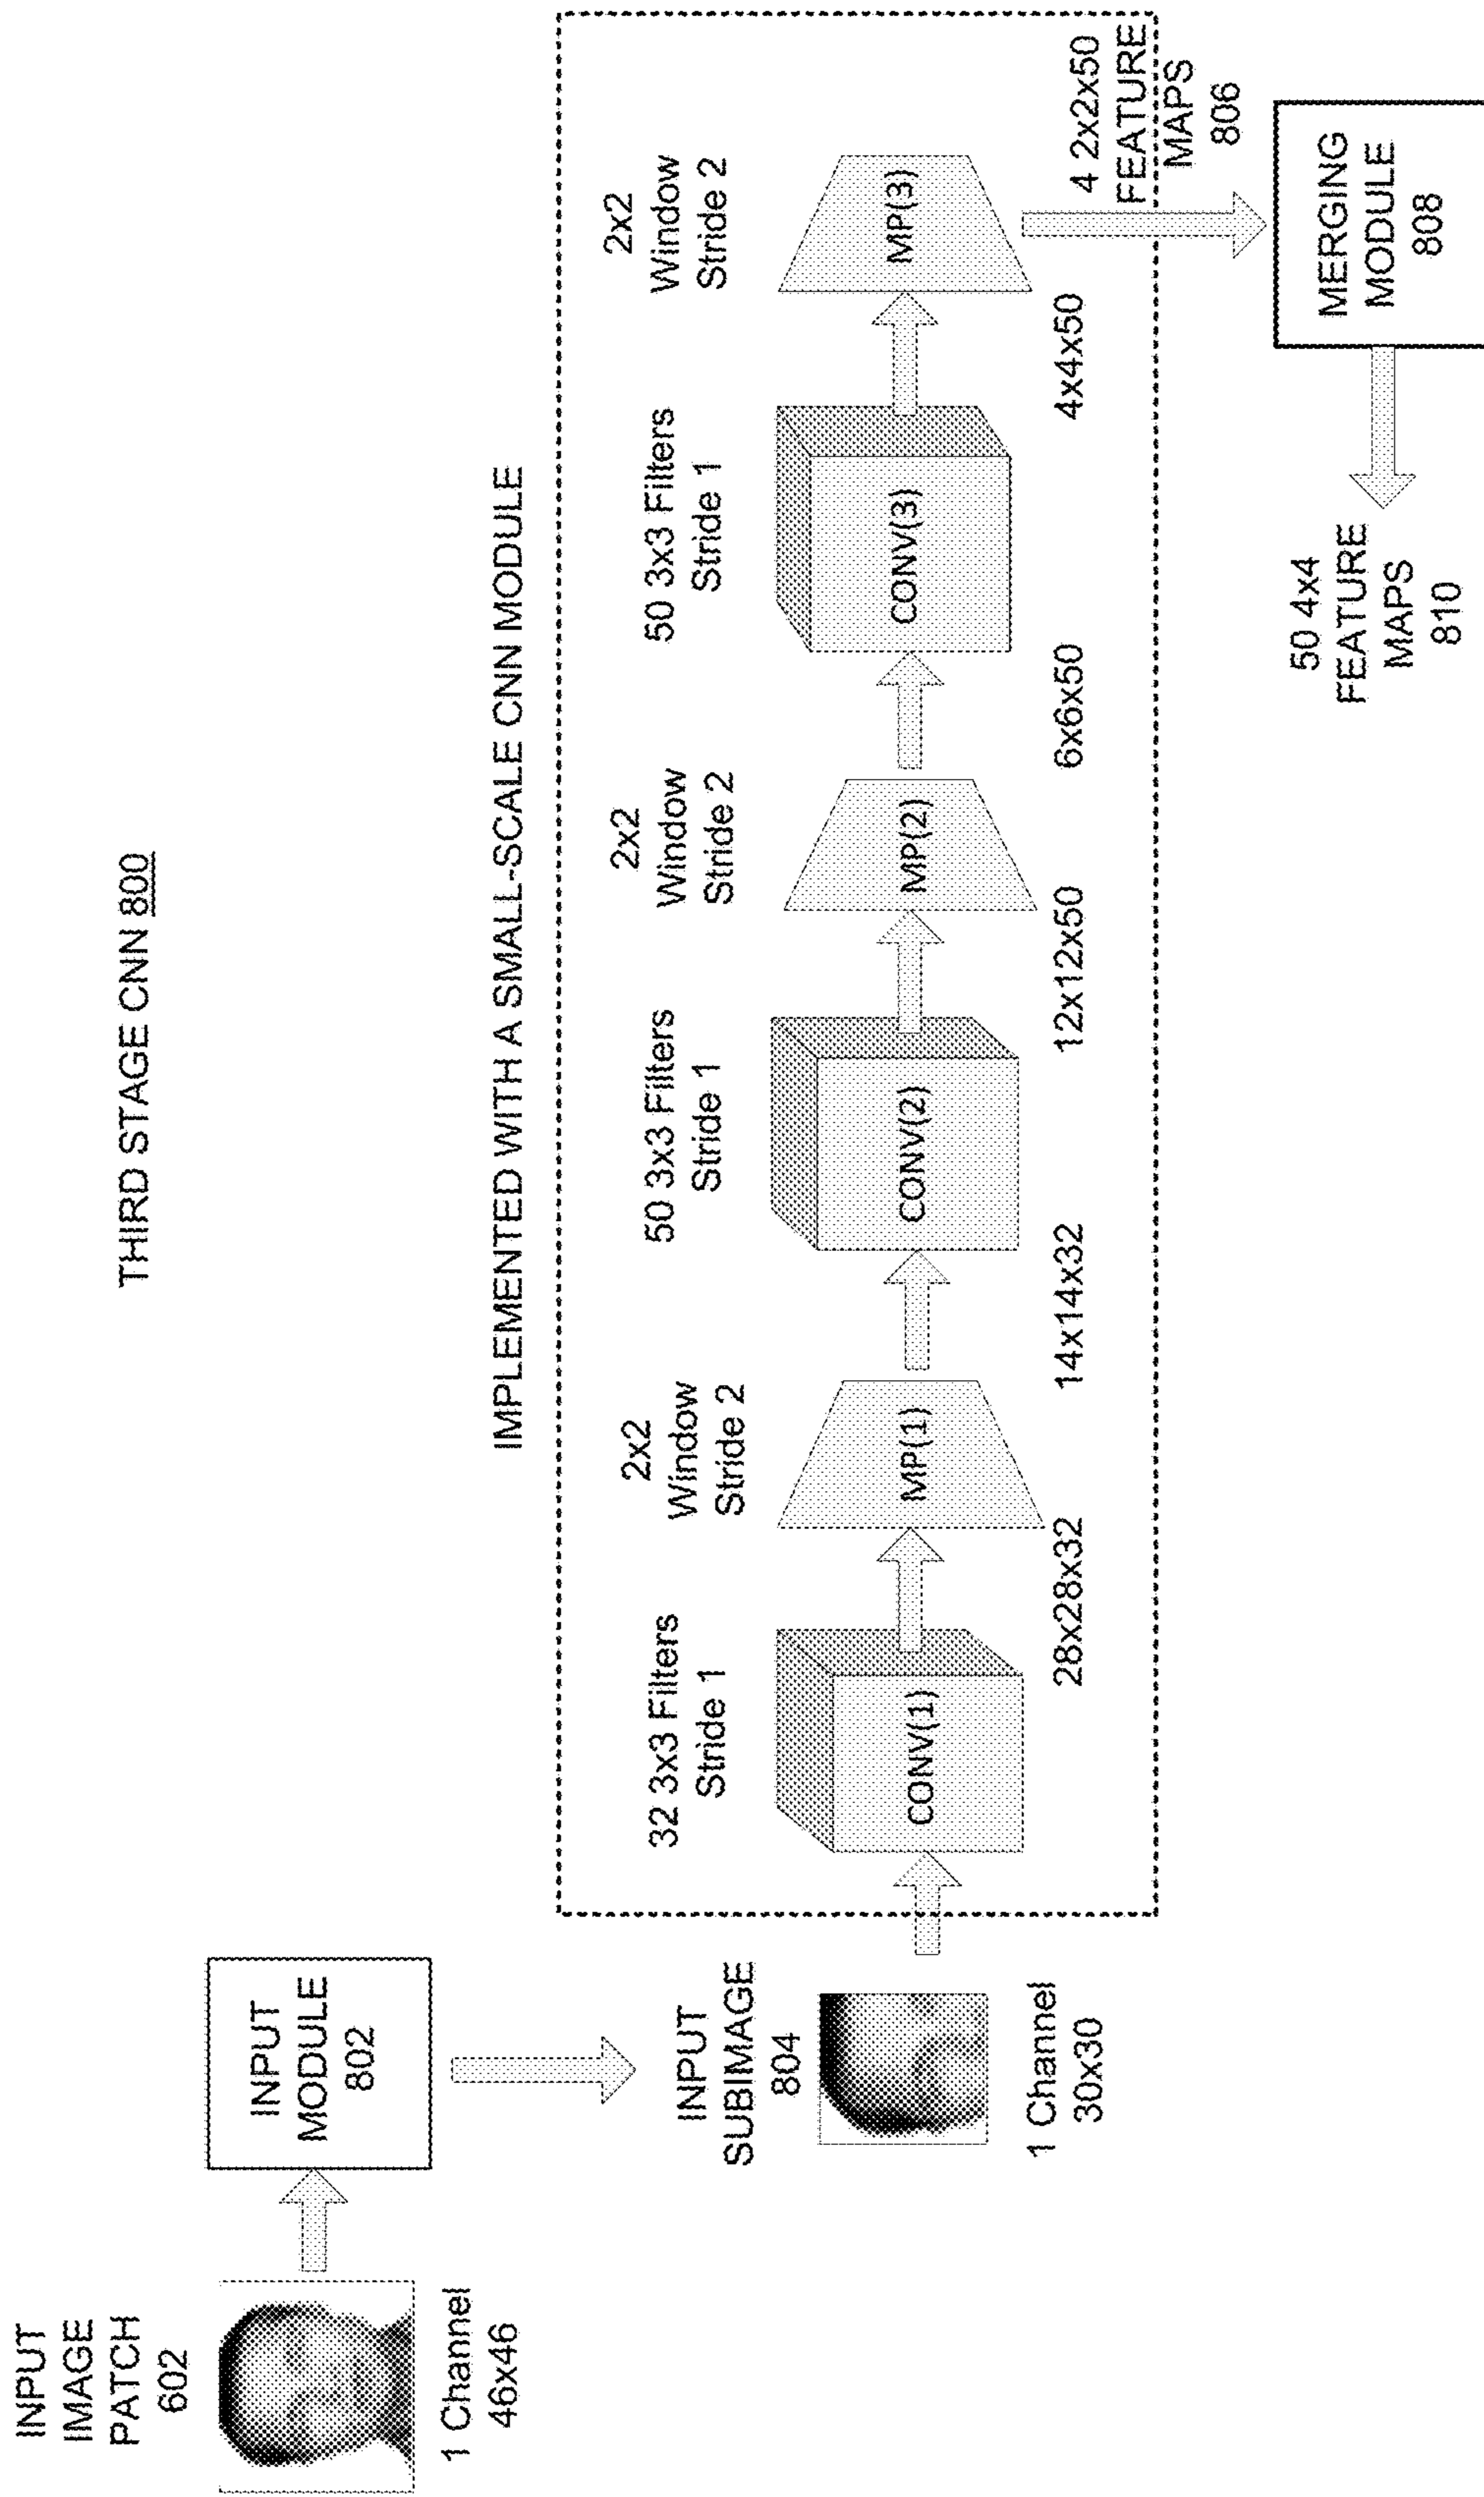 THIRD STAGE CNN 800
INPUT
IMAGE
PATCH
602
1 Channel
46x46
INPUT
MODULE
802
INPUT
SUBIMAGE
804
1 Channel
30x30
IMPLEMENTED WITH A SMALL-SCALE CNN MODULE
32 3x3 Filters
Stride 1
CONV(1)
28x28x32
2x2
Window
Stride 2
MP(1)
14x14x32
50 3x3 Filters
Stride 1
CONV(2)
12x12x50
2x2
Window
Stride 2
MP(2)
6x6x50
50 3x3 Filters
Stride 1
CONV(3)
4x4x50
2x2
Window
Stride 2
MP(3)
4 2x2x50
FEATURE
MAPS
806
MERGING
MODULE
808
50 4x4
FEATURE
MAPS
810